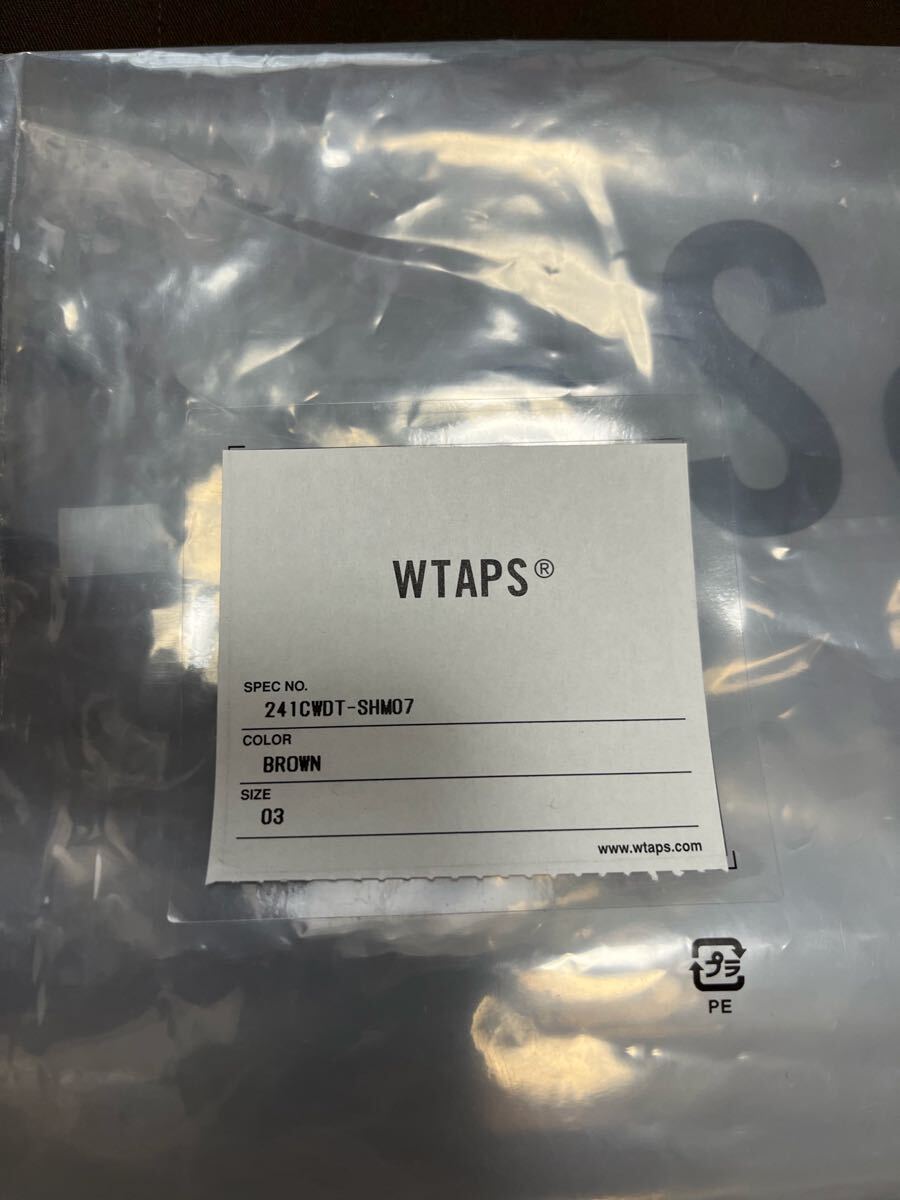 S
WTAPS®
SPEC NO.
241CWDT-SHM07
COLOR
BROWN
SIZE
03
www.wtaps.com
プラ
PE